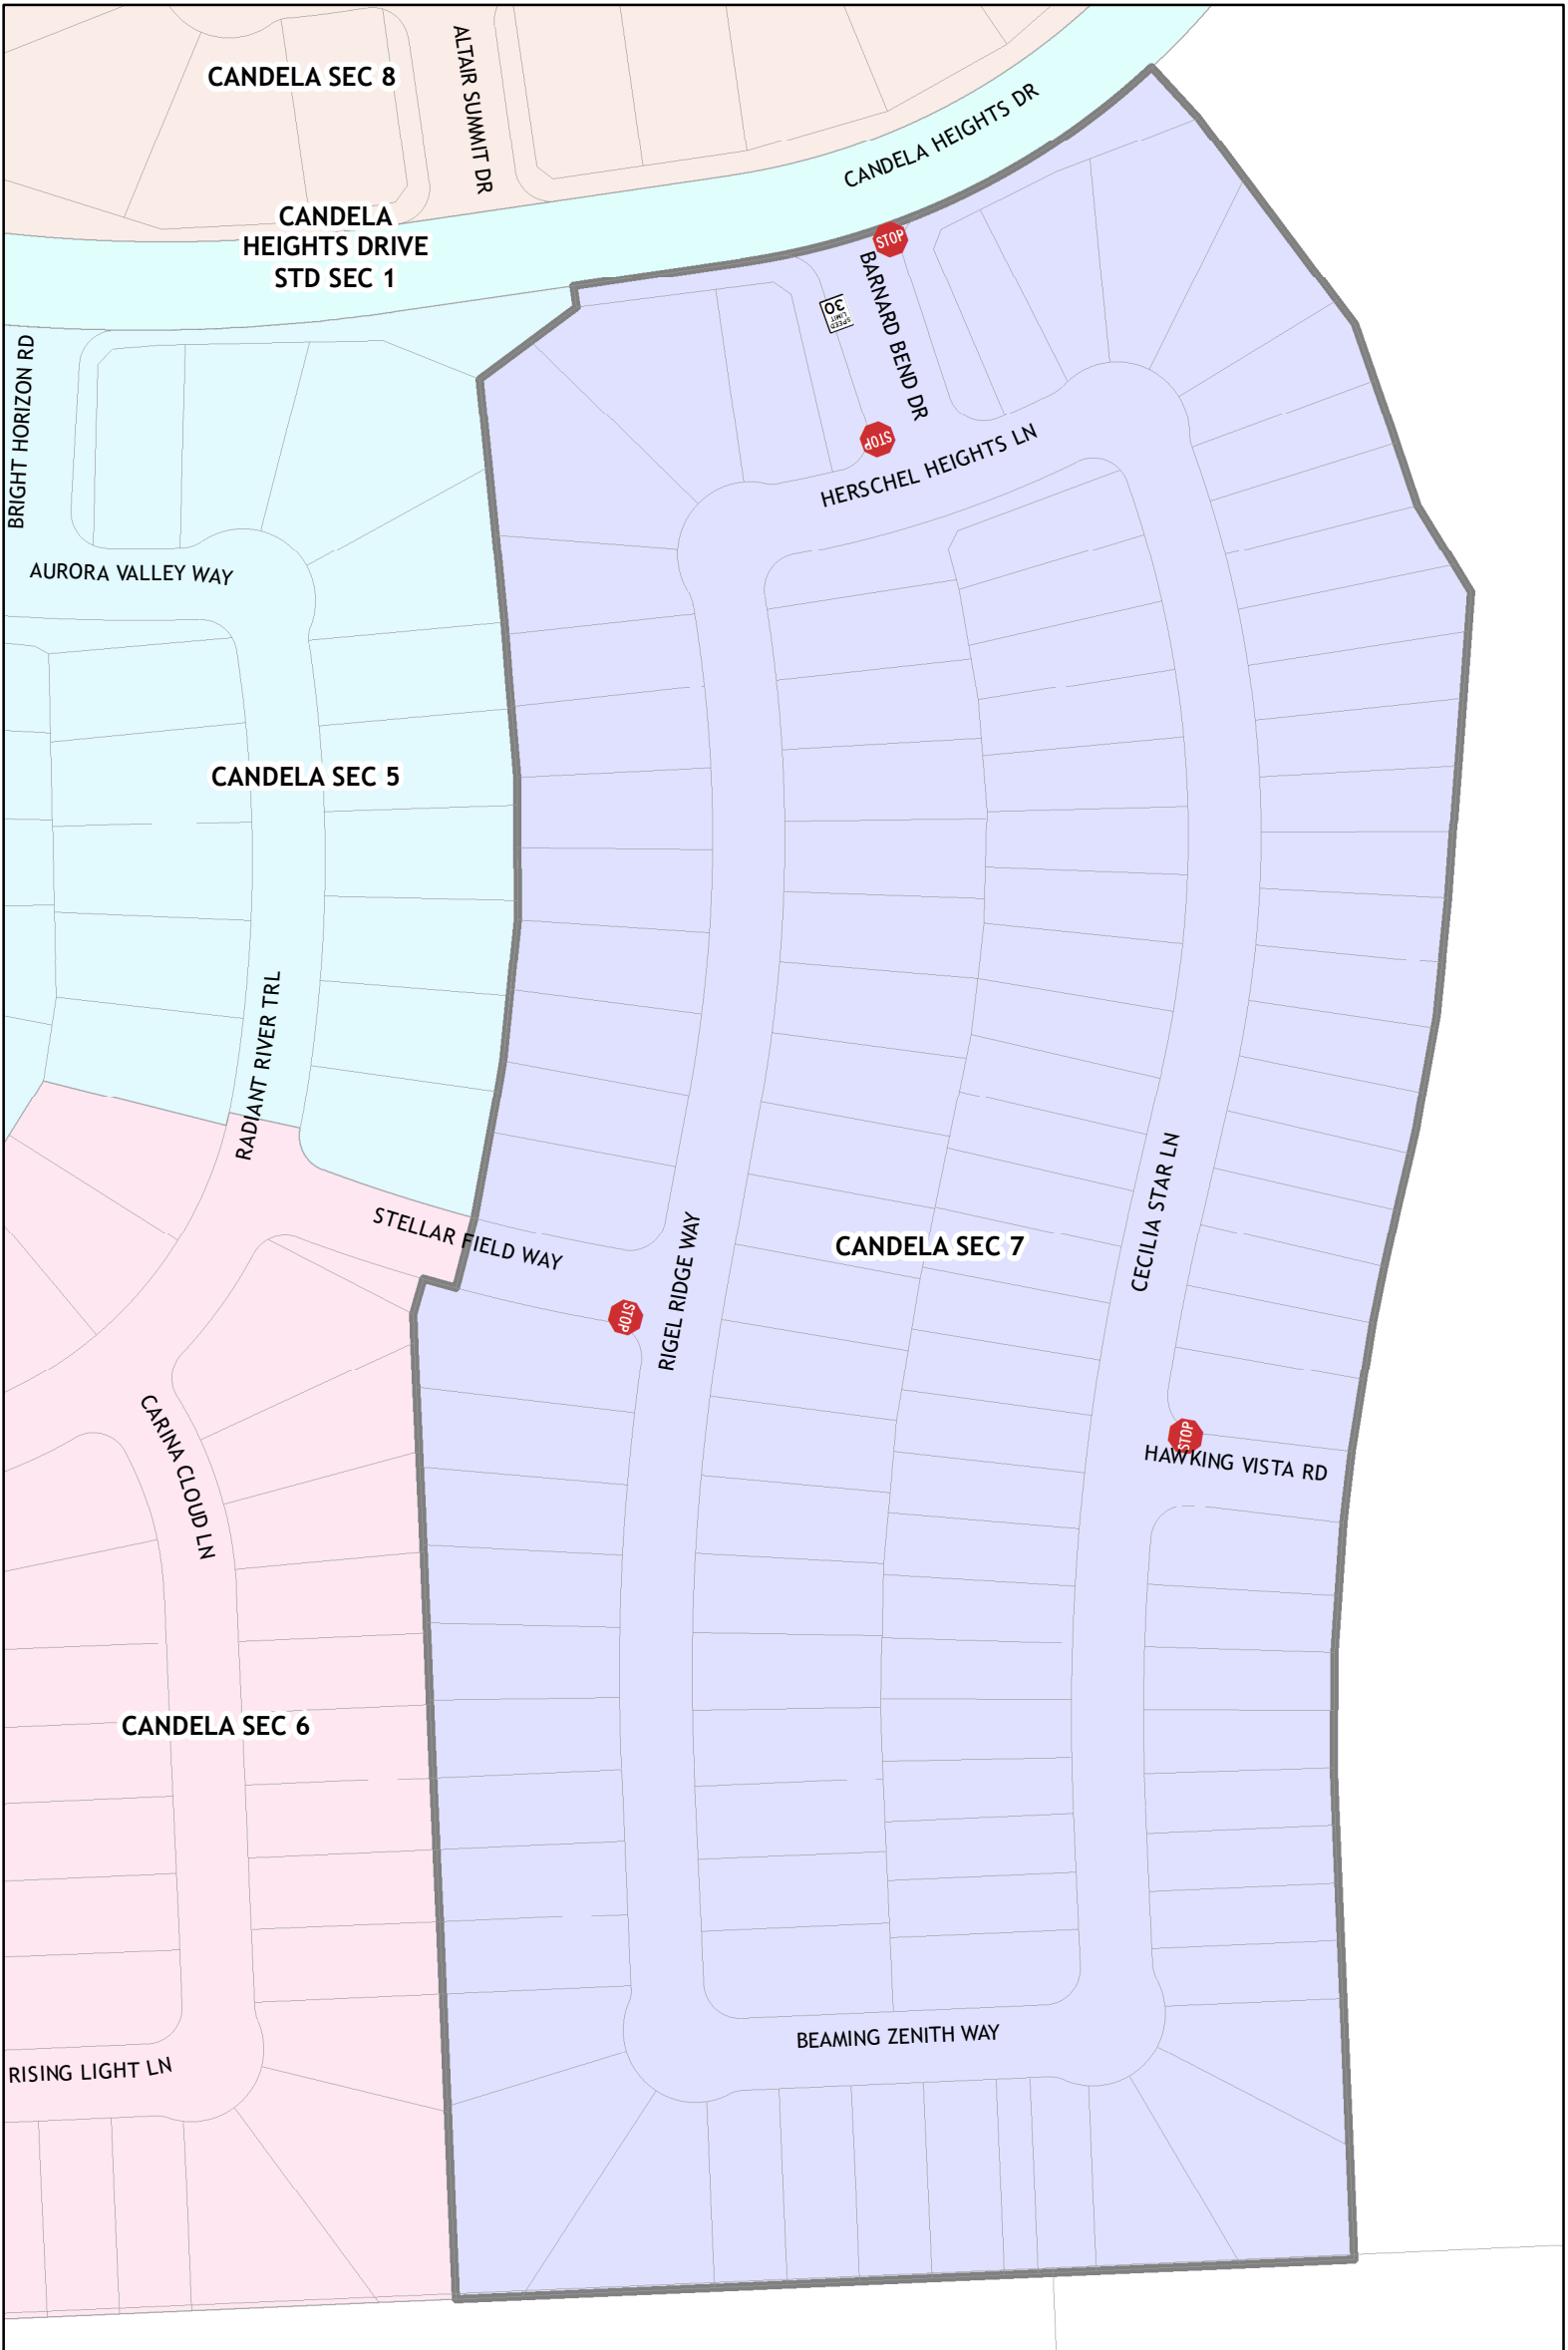 CANDELA SEC 8
ALTAIR SUMMIT DR
CANDELA HEIGHTS DR
CANDELA
HEIGHTS DRIVE
STD SEC 1
STOP
BARNARD BEND DR
SPEED
LIMIT
30
BRIGHT HORIZON RD
STOP
HERSCHEL HEIGHTS LN
AURORA VALLEY WAY
CANDELA SEC 5
RADIANT RIVER TRL
STELLAR FIELD WAY
CANDELA SEC 7
CECILIA STAR LN
RIGEL RIDGE WAY
STOP
CARINA CLOUD LN
STOP
HAWKING VISTA RD
CANDELA SEC 6
BEAMING ZENITH WAY
RISING LIGHT LN